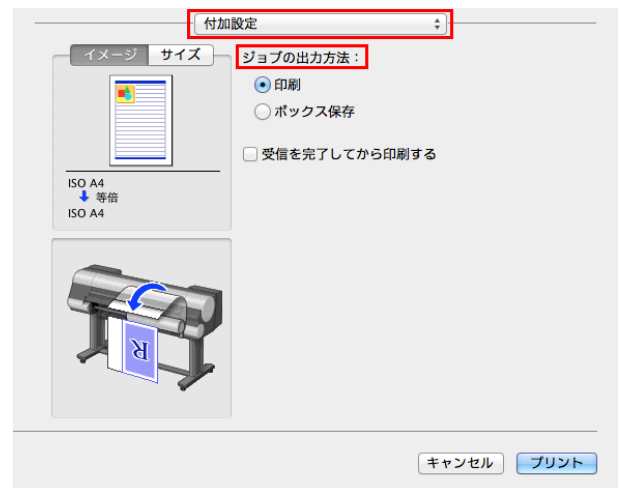 付加設定
イメージ サイズ
ジョブの出力方法：
印刷
ボックス保存
受信を完了してから印刷する
ISO A4
等倍
ISO A4
R
キャンセル プリント